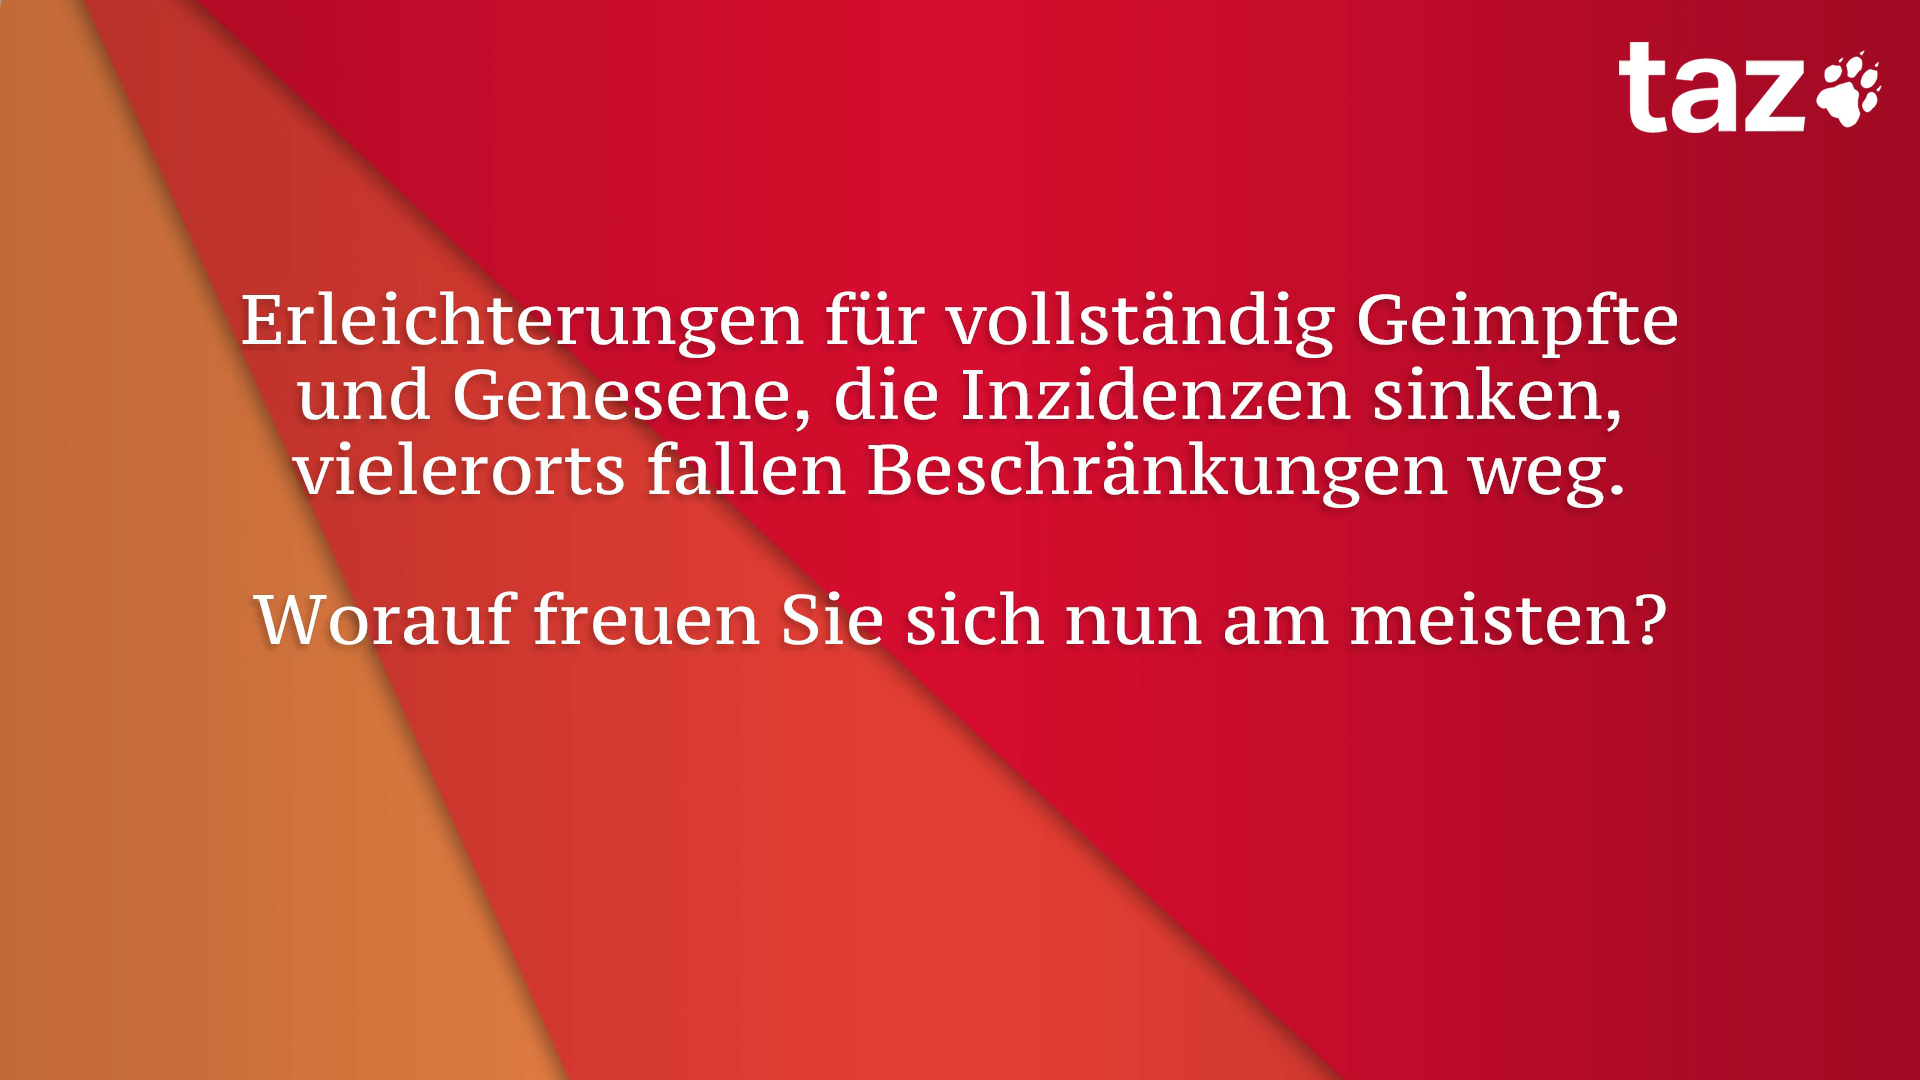 taz
Erleichterungen für vollständig Geimpfte
und Genesene, die Inzidenzen sinken,
vielerorts fallen Beschränkungen weg.
Worauf freuen Sie sich nun am meisten?